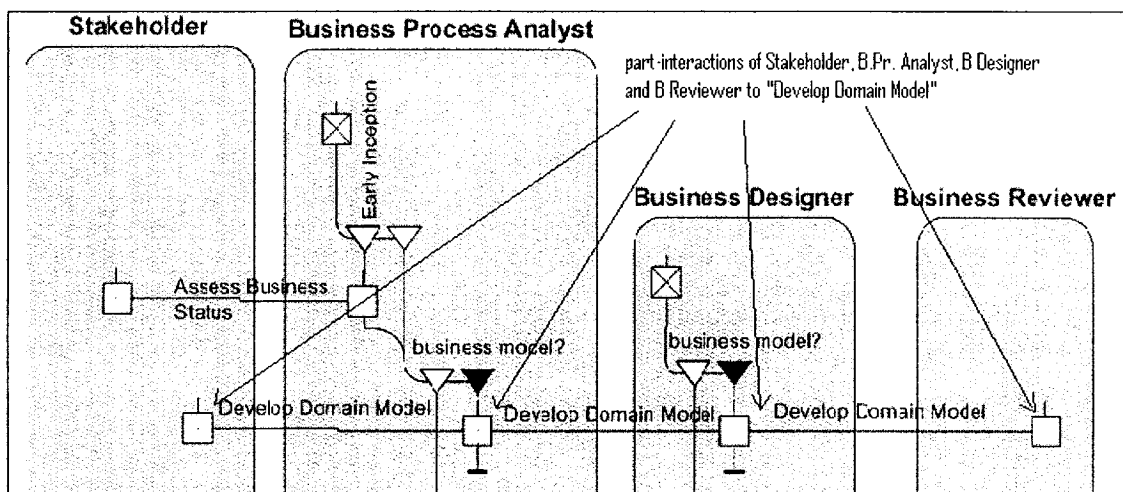 Stakeholder
Business Process Analyst
part-interactions of Stakeholder, B.Pr. Analyst, B Designer
and B Reviewer to "Develop Domain Model"
Early Inception
Business Designer
Business Reviewer
Assess Business
Status
business model?
business model?
Develop Domain Model
Develop Domain Model
Develop Domain Model